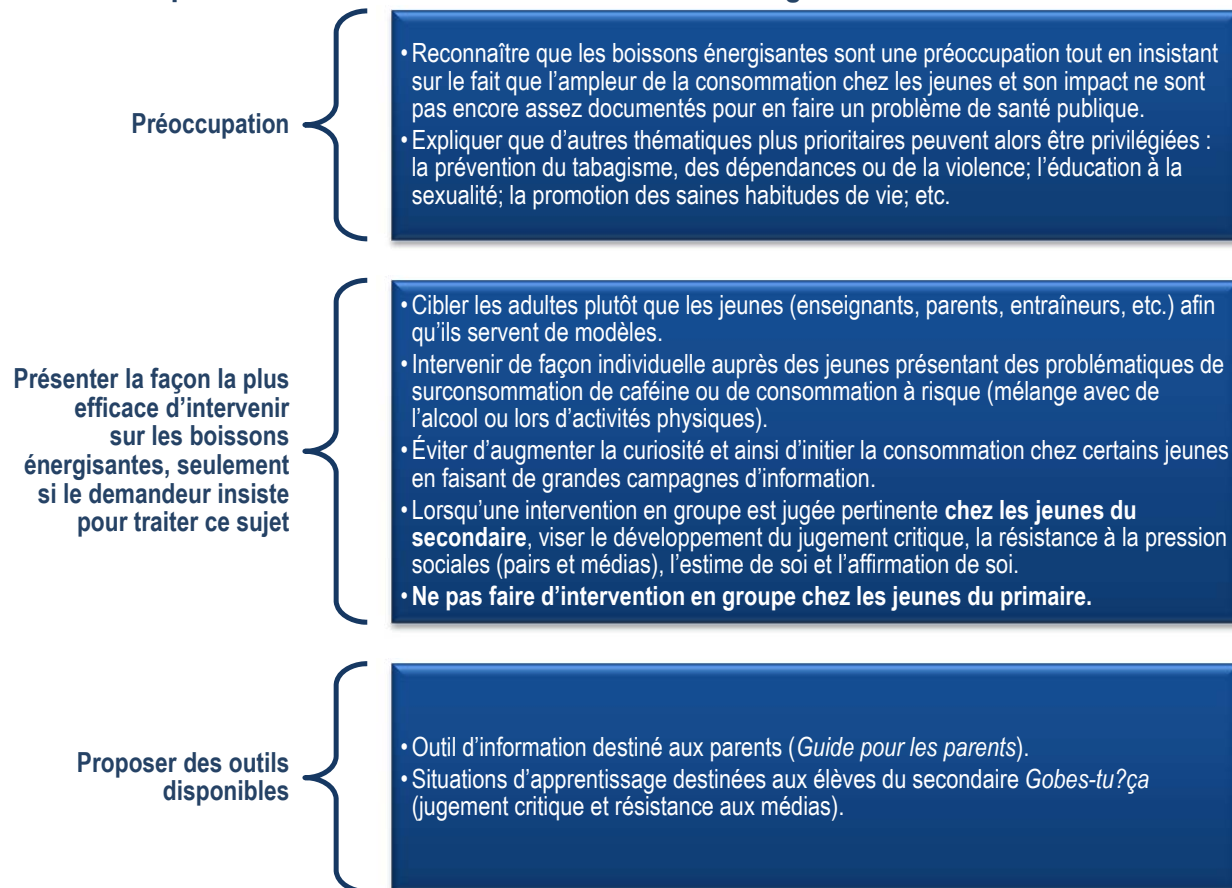 Préoccupation
• Reconnaître que les boissons énergisantes sont une préoccupation tout en insistant
sur le fait que l’ampleur de la consommation chez les jeunes et son impact ne sont
pas encore assez documentés pour en faire un problème de santé publique.
• Expliquer que d’autres thématiques plus prioritaires peuvent alors être privilégiées :
la prévention du tabagisme, des dépendances ou de la violence; l’éducation à la
sexualité; la promotion des saines habitudes de vie; etc.
Présenter la façon la plus
efficace d’intervenir
sur les boissons
énergisantes, seulement
si le demandeur insiste
pour traiter ce sujet
• Cibler les adultes plutôt que les jeunes (enseignants, parents, entraîneurs, etc.) afin
qu’ils servent de modèles.
• Intervenir de façon individuelle auprès des jeunes présentant des problématiques de
surconsommation de caféine ou de consommation à risque (mélange avec de
l’alcool ou lors d’activités physiques).
• Éviter d’augmenter la curiosité et ainsi d’initier la consommation chez certains jeunes
en faisant de grandes campagnes d’information.
• Lorsqu’une intervention en groupe est jugée pertinente chez les jeunes du
secondaire, viser le développement du jugement critique, la résistance à la pression
sociales (pairs et médias), l’estime de soi et l’affirmation de soi.
• Ne pas faire d’intervention en groupe chez les jeunes du primaire.
Proposer des outils
disponibles
• Outil d’information destiné aux parents (Guide pour les parents).
• Situations d’apprentissage destinées aux élèves du secondaire Gobes-tu?ça
(jugement critique et résistance aux médias).